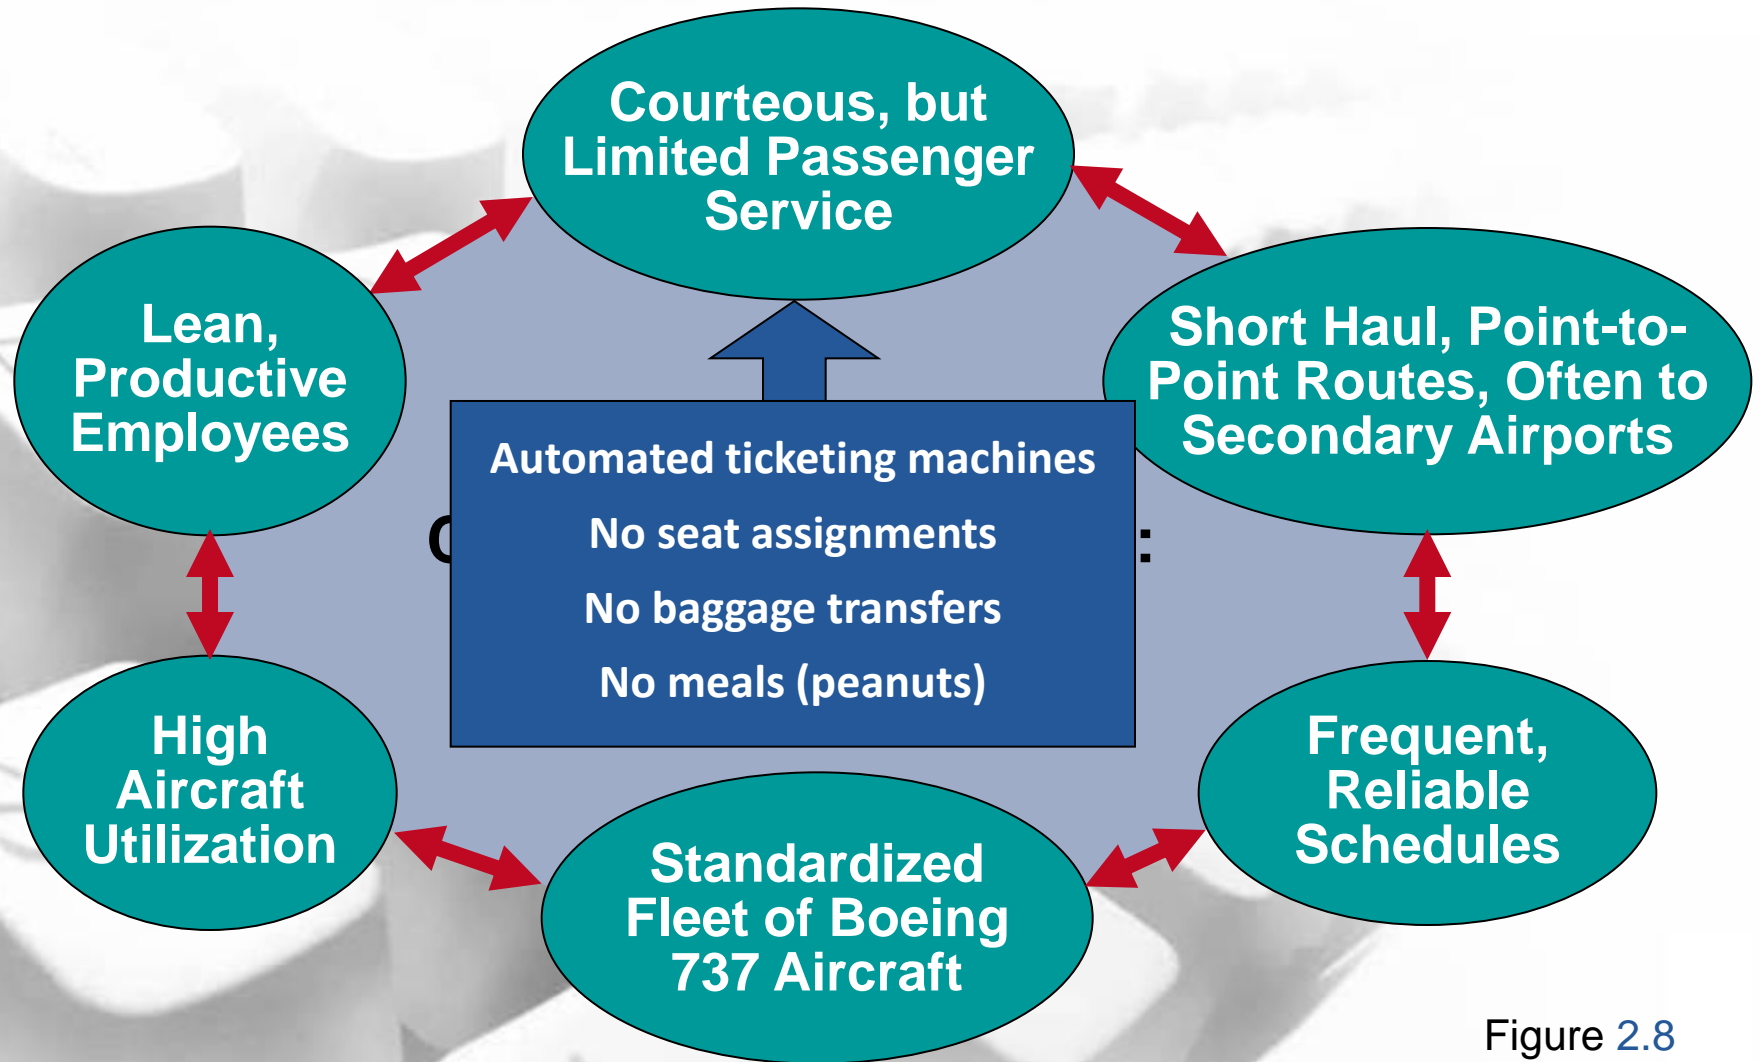 Courteous, but
Limited Passenger
Service
Lean,
Productive
Employees
Short Haul, Point-to-
Point Routes, Often to
Secondary Airports
Automated ticketing machines
No seat assignments
No baggage transfers
No meals (peanuts)
High
Aircraft
Utilization
Frequent,
Reliable
Schedules
Standardized
Fleet of Boeing
737 Aircraft
Figure 2.8